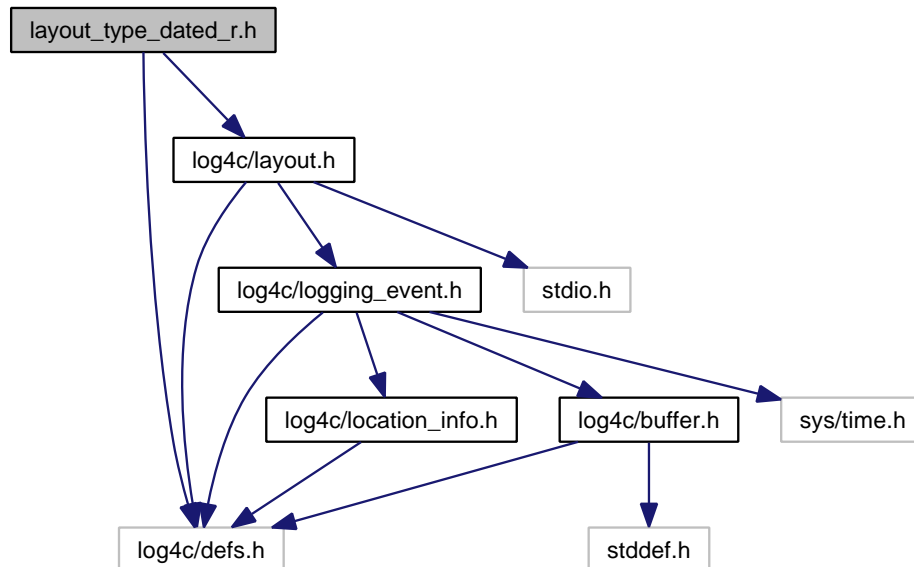 layout_type_dated_r.h
log4c/layout.h
log4c/logging_event.h
stdio.h
log4c/location_info.h
log4c/buffer.h
sys/time.h
log4c/defs.h
stddef.h